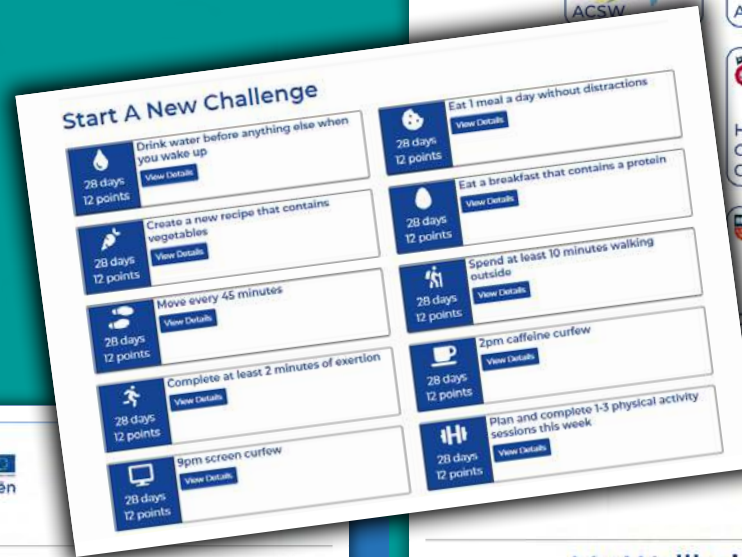 ACSW
Start A New Challenge
28 days
12 points
Drink water before anything else when
you wake up
View Details
28 days
12 points
Create a new recipe that contains
vegetables
View Details
28 days
12 points
Move every 45 minutes
View Details
28 days
12 points
Complete at least 2 minutes of exertion
View Details
28 days
12 points
9pm screen curfew
View Details
28 days
12 points
Eat 1 meal a day without distractions
View Details
28 days
12 points
Eat a breakfast that contains a protein
View Details
28 days
12 points
Spend at least 10 minutes walking
outside
View Details
28 days
12 points
2pm caffeine curfew
View Details
28 days
12 points
Plan and complete 1-3 physical activity
sessions this week
View Details